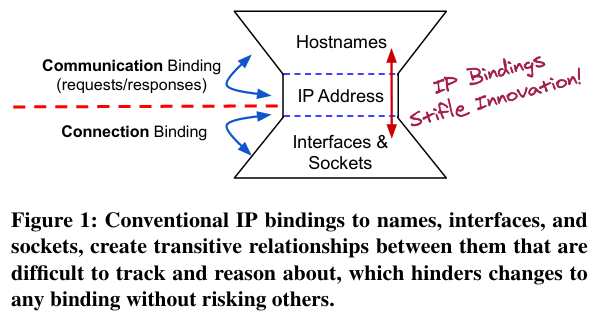 Hostnames
Communication Binding
(requests/responses)
IP Address
Connection Binding
Interfaces &
Sockets
IP Bindings
Stifle Innovation!
Figure 1: Conventional IP bindings to names, interfaces, and
sockets, create transitive relationships between them that are
difficult to track and reason about, which hinders changes to
any binding without risking others.